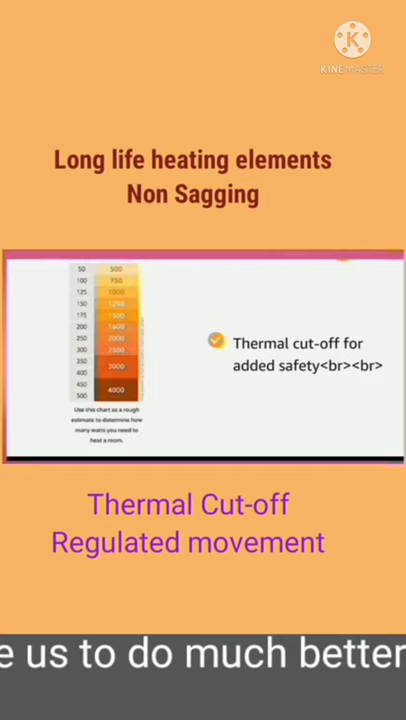 KINEMASTER
Long life heating elements
Non Sagging
50 500
100 750
125 1000
150 1250
175 1500
200 1600
250 2000
300 2500
350
3000
400
450
4000
500
Use this chart as a rough
estimate to determine how
many watts you need to
heat a room.
Thermal cut-off for
added safety<br><br>
Thermal Cut-off
Regulated movement
e us to do much better